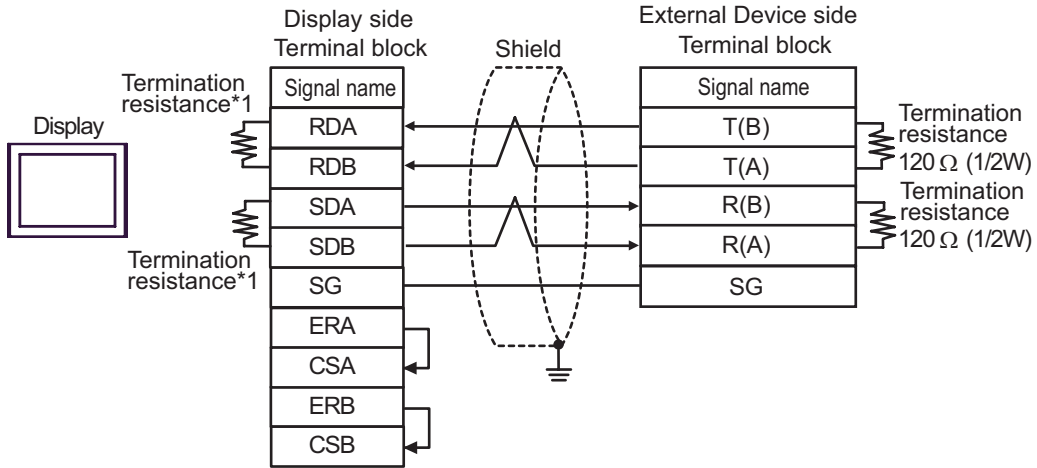 Display side
Terminal block
External Device side
Terminal block
Shield
Termination
resistance*1
Display
Signal name
RDA
RDB
SDA
SDB
SG
ERA
CSA
ERB
CSB
Termination
resistance*1
Signal name
T(B)
T(A)
R(B)
R(A)
SG
Termination
resistance
120 Ω (1/2W)
Termination
resistance
120 Ω (1/2W)